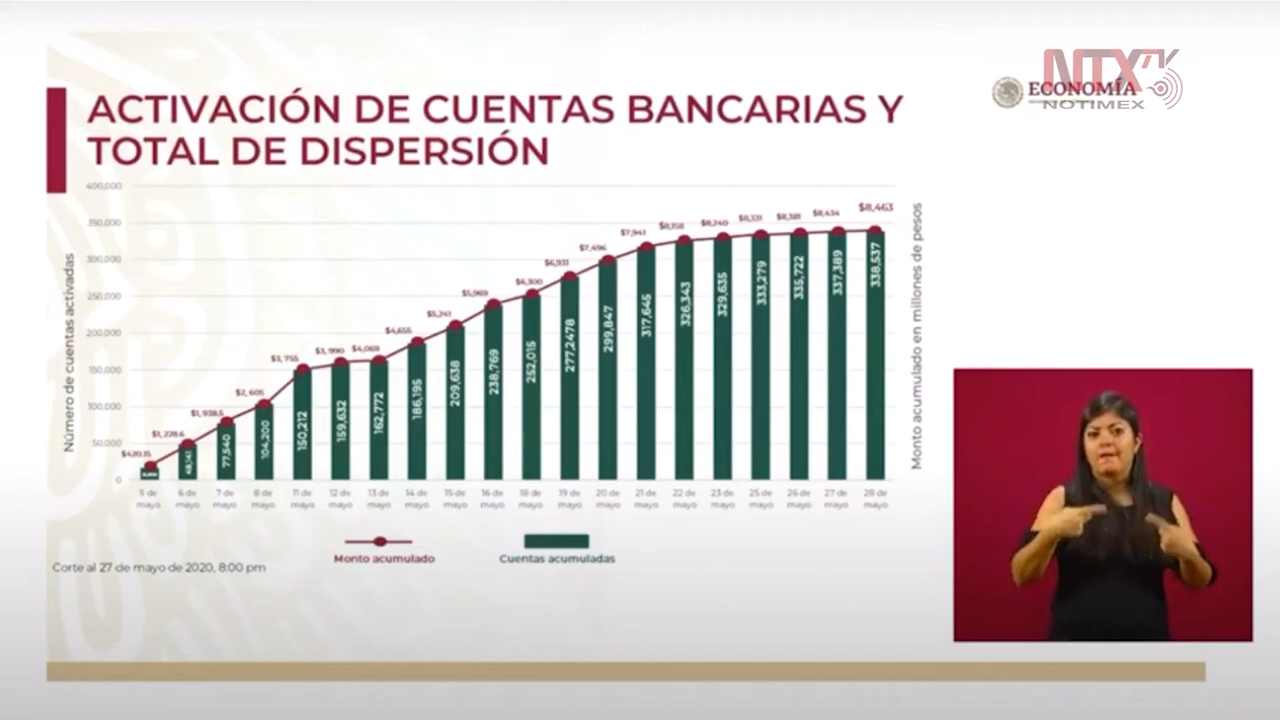 NTX
ECONOMÍA
NOTIMEX
ACTIVACIÓN DE CUENTAS BANCARIAS Y
TOTAL DE DISPERSIÓN
Número de cuentas activadas
400,000
350,000
300,000
250,000
200,000
150,000
100,000
50,000
0
$420.15
$1,228.6
$1,938.5
$2,605
$3,755
$3,990
$4,069
$4,655
$5,241
$5,969
$6,300
$6,931
$7,496
$7,941
$8,158
$8,240
$8,331
$8,381
$8,434
$8,463
77,540
104,200
150,212
159,632
162,772
186,195
209,638
238,769
252,015
277,2478
299,847
317,645
326,343
329,635
333,279
335,722
337,389
338,537
5 de mayo
6 de mayo
7 de mayo
8 de mayo
11 de mayo
12 de mayo
13 de mayo
14 de mayo
15 de mayo
16 de mayo
18 de mayo
19 de mayo
20 de mayo
21 de mayo
22 de mayo
23 de mayo
25 de mayo
26 de mayo
27 de mayo
28 de mayo
Monto acumulado en millones de pesos
Monto acumulado
Cuentas acumuladas
Corte al 27 de mayo de 2020, 8:00 pm